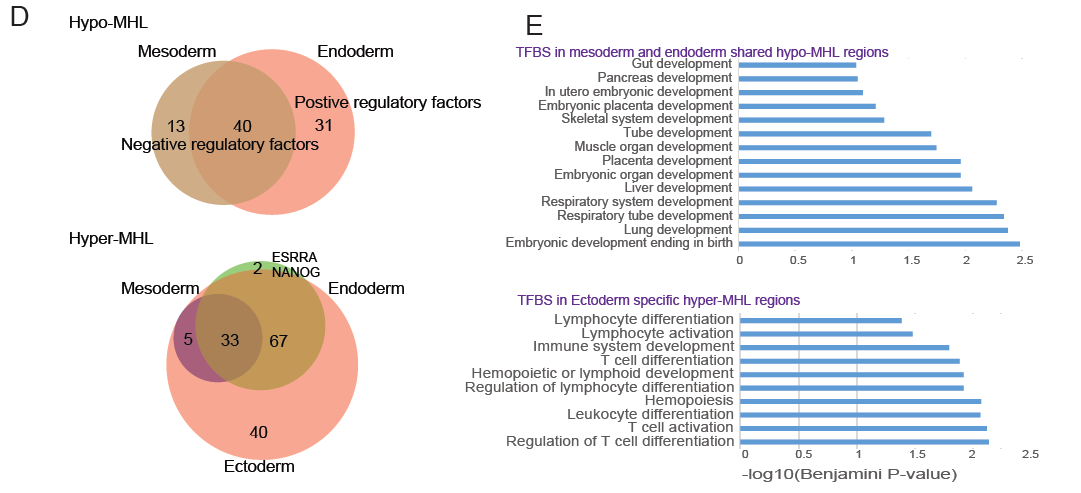 D
Hypo-MHL
Mesoderm
Endoderm
Postive regulatory factors
13
40
31
Negative regulatory factors
Hyper-MHL
2
ESRRA
NANOG
Mesoderm
Endoderm
5
33
67
40
Ectoderm
E
TFBS in mesoderm and endoderm shared hypo-MHL regions
Gut development
Pancreas development
In utero embryonic development
Embryonic placenta development
Skeletal system development
Tube development
Muscle organ development
Placenta development
Embryonic organ development
Liver development
Respiratory system development
Respiratory tube development
Lung development
Embryonic development ending in birth
0 0.5 1 1.5 2 2.5
TFBS in Ectoderm specific hyper-MHL regions
Lymphocyte differentiation
Lymphocyte activation
Immune system development
T cell differentiation
Hemopoietic or lymphoid development
Regulation of lymphocyte differentiation
Hemopoiesis
Leukocyte differentiation
T cell activation
Regulation of T cell differentiation
0 0.5 1 1.5 2 2.5
-log10(Benjamini P-value)